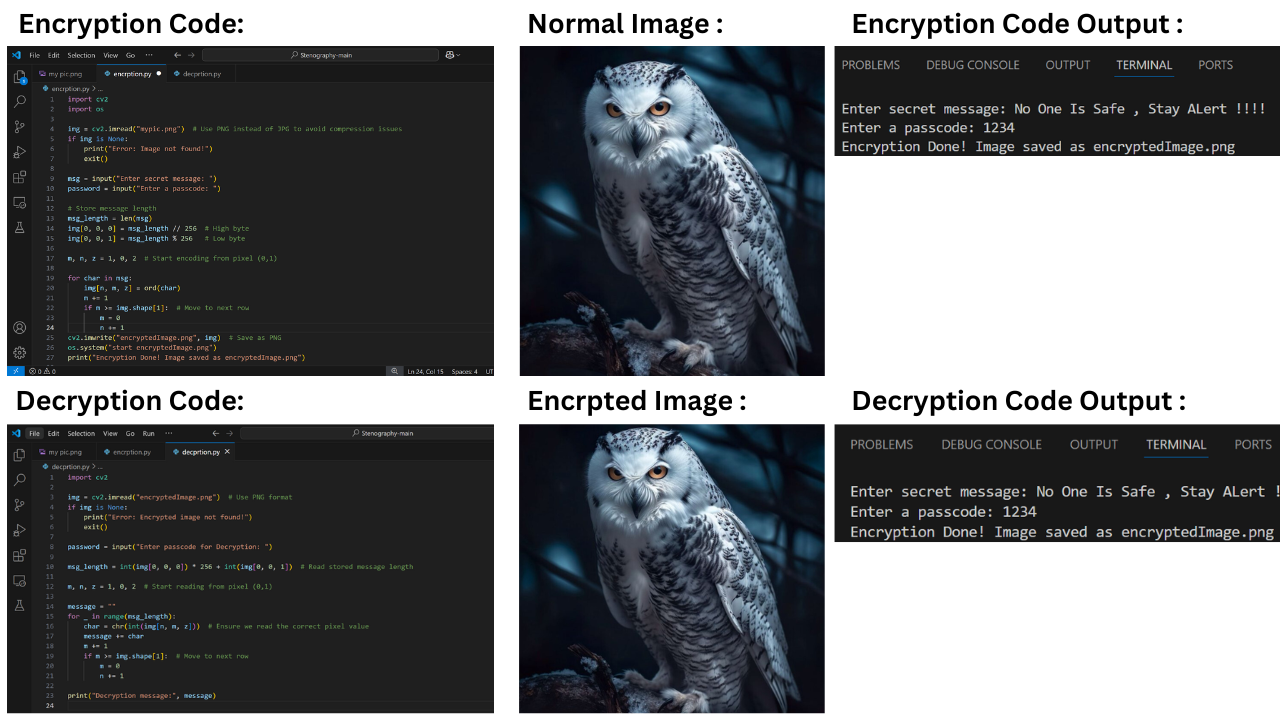 Encryption Code:
File Edit Selection View Go ··· Stenography-main
my pic.png encrption.py decprtion.py
encrption.py > ...
1 import cv2
2 import os
3
4 img = cv2.imread("mypic.png") # Use PNG instead of JPG to avoid compression issues
5 if img is None:
6 print("Error: Image not found!")
7 exit()
8
9 msg = input("Enter secret message: ")
10 password = input("Enter a passcode: ")
11
12 # Store message length
13 msg_length = len(msg)
14 img[0, 0, 0] = msg_length // 256 # High byte
15 img[0, 0, 1] = msg_length % 256 # Low byte
16
17 m, n, z = 1, 0, 2 # Start encoding from pixel (0,1)
18
19 for char in msg:
20 img[n, m, z] = ord(char)
21 m += 1
22 if m >= img.shape[1]: # Move to next row
23 m = 0
24 n += 1
25 cv2.imwrite("encryptedImage.png", img) # Save as PNG
26 os.system("start encryptedImage.png")
27 print("Encryption Done! Image saved as encryptedImage.png")
0 0 Ln 24, Col 15 Spaces: 4 UT
Normal Image :
Encryption Code Output :
PROBLEMS DEBUG CONSOLE OUTPUT TERMINAL PORTS
Enter secret message: No One Is Safe , Stay ALert !!!!
Enter a passcode: 1234
Encryption Done! Image saved as encryptedImage.png
Decryption Code:
File Edit Selection View Go Run ··· Stenography-main
my pic.png encrption.py decprtion.py
decprtion.py > ...
1 import cv2
2
3 img = cv2.imread("encryptedImage.png") # Use PNG format
4 if img is None:
5 print("Error: Encrypted image not found!")
6 exit()
7
8 password = input("Enter passcode for Decryption: ")
9
10 msg_length = int(img[0, 0, 0]) * 256 + int(img[0, 0, 1]) # Read stored message length
11
12 m, n, z = 1, 0, 2 # Start reading from pixel (0,1)
13
14 message = ""
15 for _ in range(msg_length):
16 char = chr(int(img[n, m, z])) # Ensure we read the correct pixel value
17 message += char
18 m += 1
19 if m >= img.shape[1]: # Move to next row
20 m = 0
21 n += 1
22
23 print("Decryption message:", message)
24
Encrpted Image :
Decryption Code Output :
PROBLEMS DEBUG CONSOLE OUTPUT TERMINAL PORTS
Enter secret message: No One Is Safe , Stay ALert !
Enter a passcode: 1234
Encryption Done! Image saved as encryptedImage.png